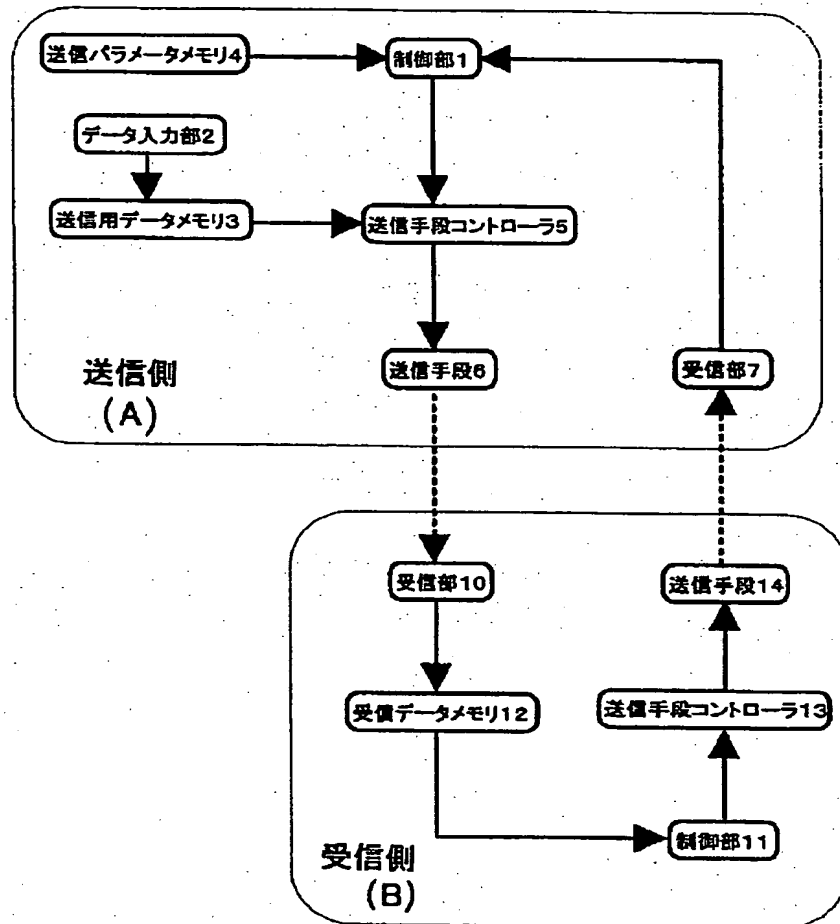 送信パラメータメモリ4
制御部1
データ入力部2
送信用データメモリ3
送信手段コントローラ5
送信手段6
受信部7
送信側
(A)
受信部10
送信手段14
受信データメモリ12
送信手段コントローラ13
制御部11
受信側
(B)